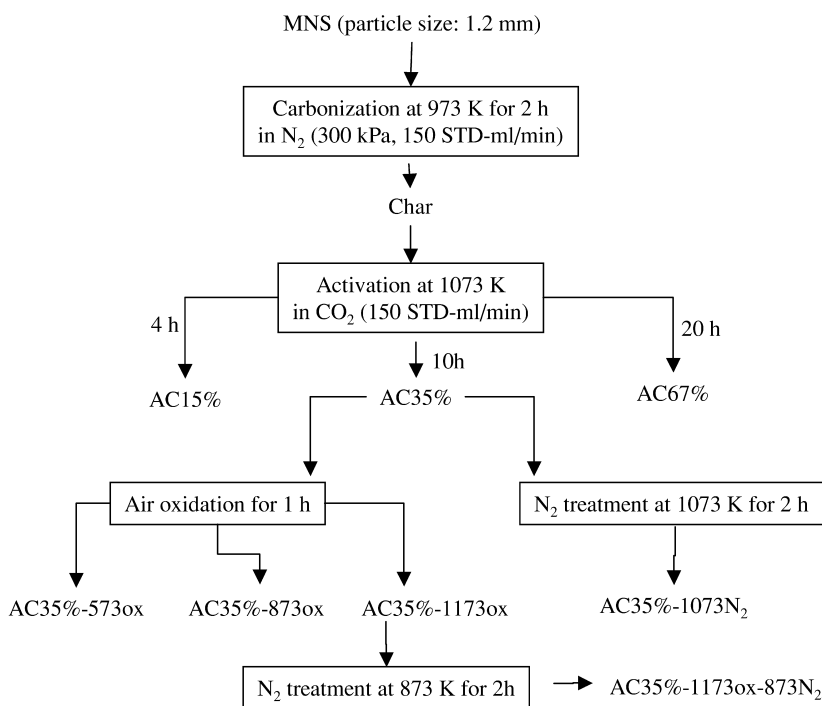 MNS (particle size: 1.2 mm)
Carbonization at 973 K for 2 h
in N₂ (300 kPa, 150 STD-ml/min)
Char
Activation at 1073 K
in CO₂ (150 STD-ml/min)
4 h
10h
20 h
AC15%
AC35%
AC67%
Air oxidation for 1 h
N₂ treatment at 1073 K for 2 h
AC35%-573ox
AC35%-873ox
AC35%-1173ox
AC35%-1073N₂
N₂ treatment at 873 K for 2h
AC35%-1173ox-873N₂